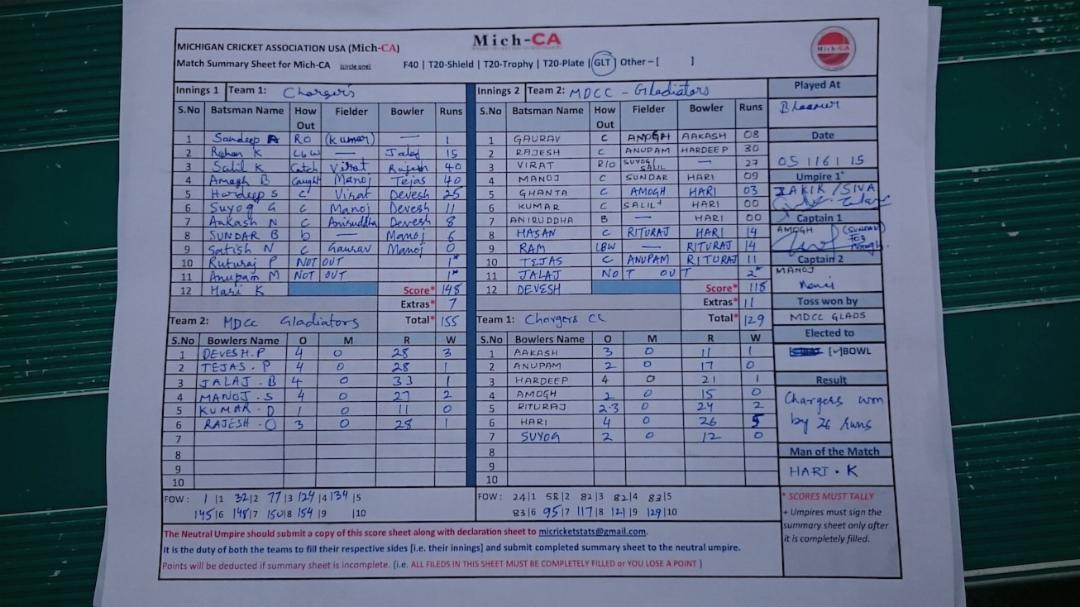 MICHIGAN CRICKET ASSOCIATION USA (Mich-CA)
Mich-CA
Mich-CA
Match Summary Sheet for Mich-CA (circle one) F40 | T20-Shield | T20-Trophy | T20-Plate | GLT | Other – [ ]
Innings 1 Team 1: Chargers
S.No Batsman Name How Out Fielder Bowler Runs
1 Sandeep A RO (Kumar) — 1
2 Rohan K Lbw — Jalaj 15
3 Salil K Catch Virat Rajesh 40
4 Amogh B Caught Manoj Tejas 40
5 Hardeep S C Virat Devesh 25
6 Suyog G C Manoj Devesh 11
7 Aakash N C Aniruddha Devesh 8
8 SUNDAR B b — Manoj 6
9 Satish N C Gaurav Manoj 0
10 Ruturaj P NOT OUT 1*
11 Anupam M NOT OUT 1*
12 Hari K Score* 148
Extras* 7
Team 2: MDCC Gladiators Total* 155
S.No Bowlers Name O M R W
1 DEVESH.P 4 0 28 3
2 TEJAS.P 4 0 28 1
3 JALAJ.B 4 0 33 1
4 MANOJ.S 4 0 27 2
5 KUMAR.D 1 0 11 0
6 RAJESH.O 3 0 28 1
7
8
9
10
FOW: 1|1 32|2 77|3 124|4 134|5
145|6 148|7 150|8 154|9 |10
Innings 2 Team 2: MDCC - Gladiators
S.No Batsman Name How Out Fielder Bowler Runs
1 GAURAV C AMOGH AAKASH 08
2 RAJESH C ANUPAM HARDEEP 30
3 VIRAT R/O SUYOG/SALIL — 27
4 MANOJ C SUNDAR HARI 09
5 GHANTA C AMOGH HARI 03
6 KUMAR C SALIL HARI 00
7 ANIRUDDHA B — HARI 00
8 HASAN C RITURAJ HARI 14
9 RAM LBW — RITURAJ 14
10 TEJAS C ANUPAM RITURAJ 11
11 JALAJ NOT OUT 2*
12 DEVESH Score* 118
Extras* 11
Team 1: Chargers CC Total* 129
S.No Bowlers Name O M R W
1 AAKASH 3 0 11 1
2 ANUPAM 2 0 17 0
3 HARDEEP 4 0 21 1
4 AMOGH 2 0 15 0
5 RITURAJ 2.3 0 24 2
6 HARI 4 0 26 5
7 SUYOG 2 0 12 0
8
9
10
FOW: 24|1 58|2 82|3 82|4 83|5
83|6 95|7 117|8 121|9 129|10
Played At
Date
05/16/15
Umpire 1*
ZAKIR/SIVA
Captain 1
AMOGH (SUNDAR for Amogh)
Captain 2
MANOJ
Manoj
Toss won by
MDCC GLADS
Elected to
[✓]BOWL
Result
Chargers won
by 26 runs
Man of the Match
HARI.K
* SCORES MUST TALLY
+ Umpires must sign the
summary sheet only after
it is completely filled.
The Neutral Umpire should submit a copy of this score sheet along with declaration sheet to micricketstats@gmail.com.
It is the duty of both the teams to fill their respective sides [i.e. their innings] and submit completed summary sheet to the neutral umpire.
Points will be deducted if summary sheet is incomplete. [i.e. ALL FILEDS IN THIS SHEET MUST BE COMPLETELY FILLED or YOU LOSE A POINT ]